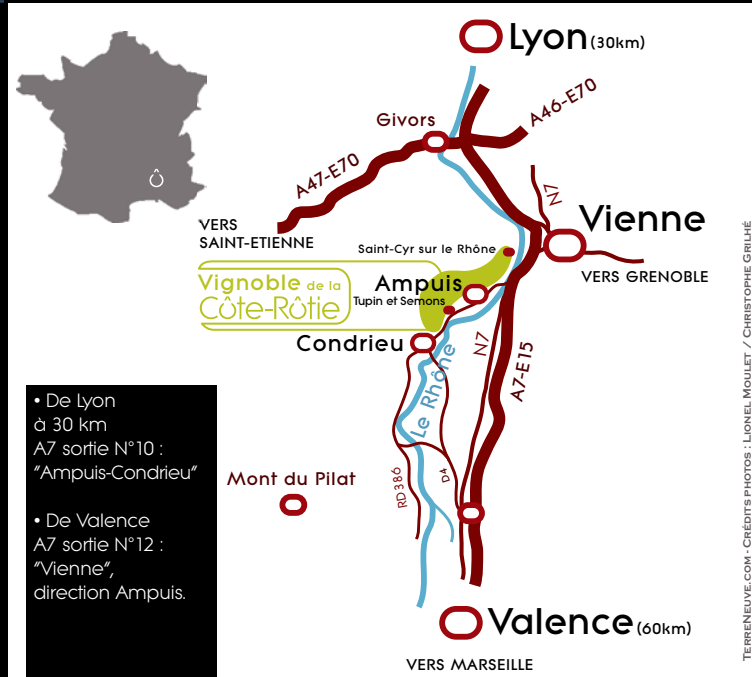 Lyon (30km)
A46-E70
Givors
A47-E70
N7
VERS
SAINT-ETIENNE
Vienne
Saint-Cyr sur le Rhône
VERS GRENOBLE
Vignoble de la
Côte-Rôtie
Ampuis
Tupin et Semons
Condrieu
Le Rhône
N7
A7-E15
• De Lyon
à 30 km
A7 sortie N°10 :
"Ampuis-Condrieu"
• De Valence
A7 sortie N°12 :
"Vienne",
direction Ampuis.
Mont du Pilat
RD386
D4
Valence (60km)
VERS MARSEILLE
TERRENEUVE.COM - CRÉDITS PHOTOS : LIONEL MOULET / CHRISTOPHE GRILHÉ
Ô